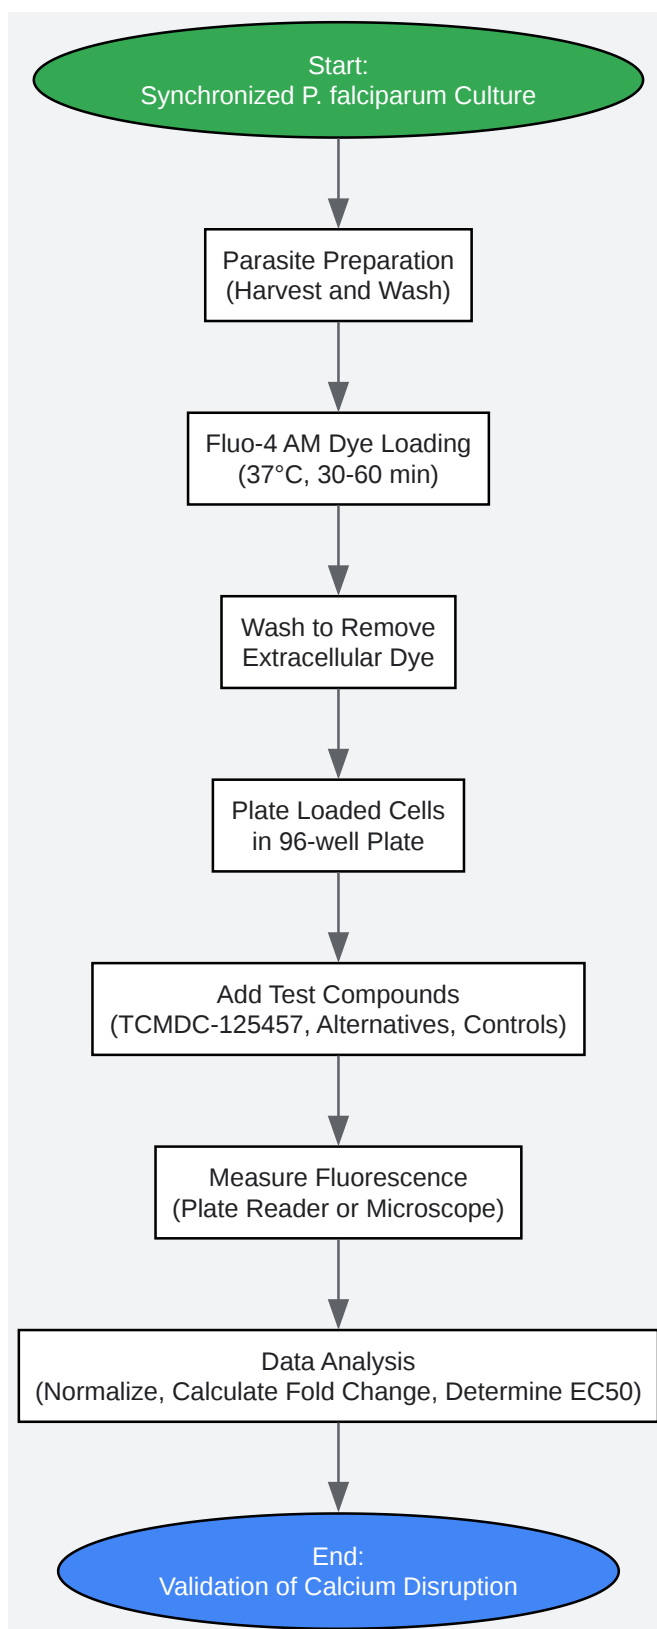 Start:
Synchronized P. falciparum Culture
Parasite Preparation
(Harvest and Wash)
Fluo-4 AM Dye Loading
(37°C, 30-60 min)
Wash to Remove
Extracellular Dye
Plate Loaded Cells
in 96-well Plate
Add Test Compounds
(TCMDC-125457, Alternatives, Controls)
Measure Fluorescence
(Plate Reader or Microscope)
Data Analysis
(Normalize, Calculate Fold Change, Determine EC50)
End:
Validation of Calcium Disruption